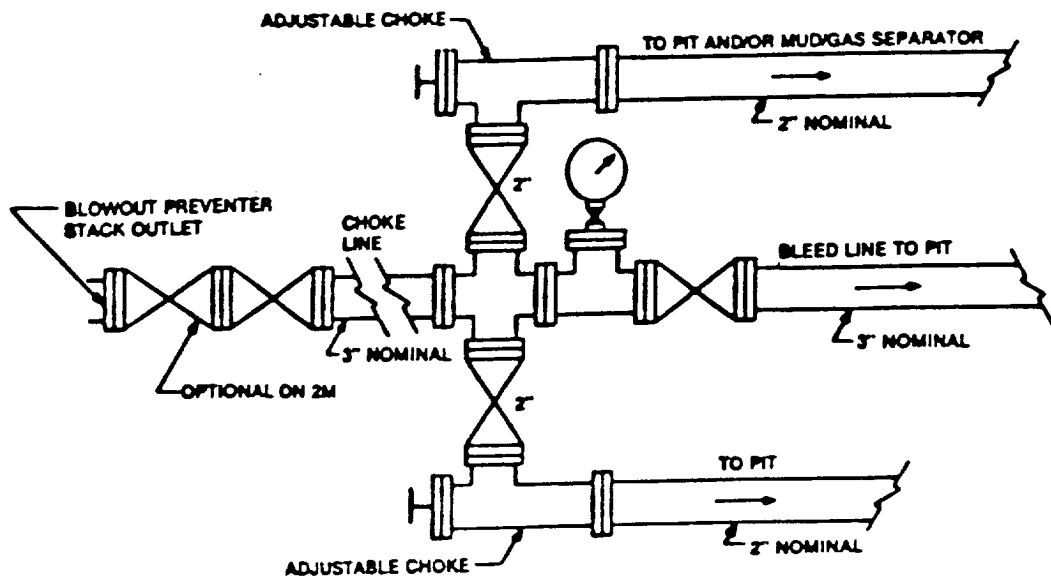 ADJUSTABLE CHOKE
TO PIT AND/OR MUD/GAS SEPARATOR
2" NOMINAL
2"
BLOWOUT PREVENTER
STACK OUTLET
CHOKE
LINE
BLEED LINE TO PIT
3" NOMINAL
3" NOMINAL
OPTIONAL ON 2M
2"
TO PIT
2" NOMINAL
ADJUSTABLE CHOKE